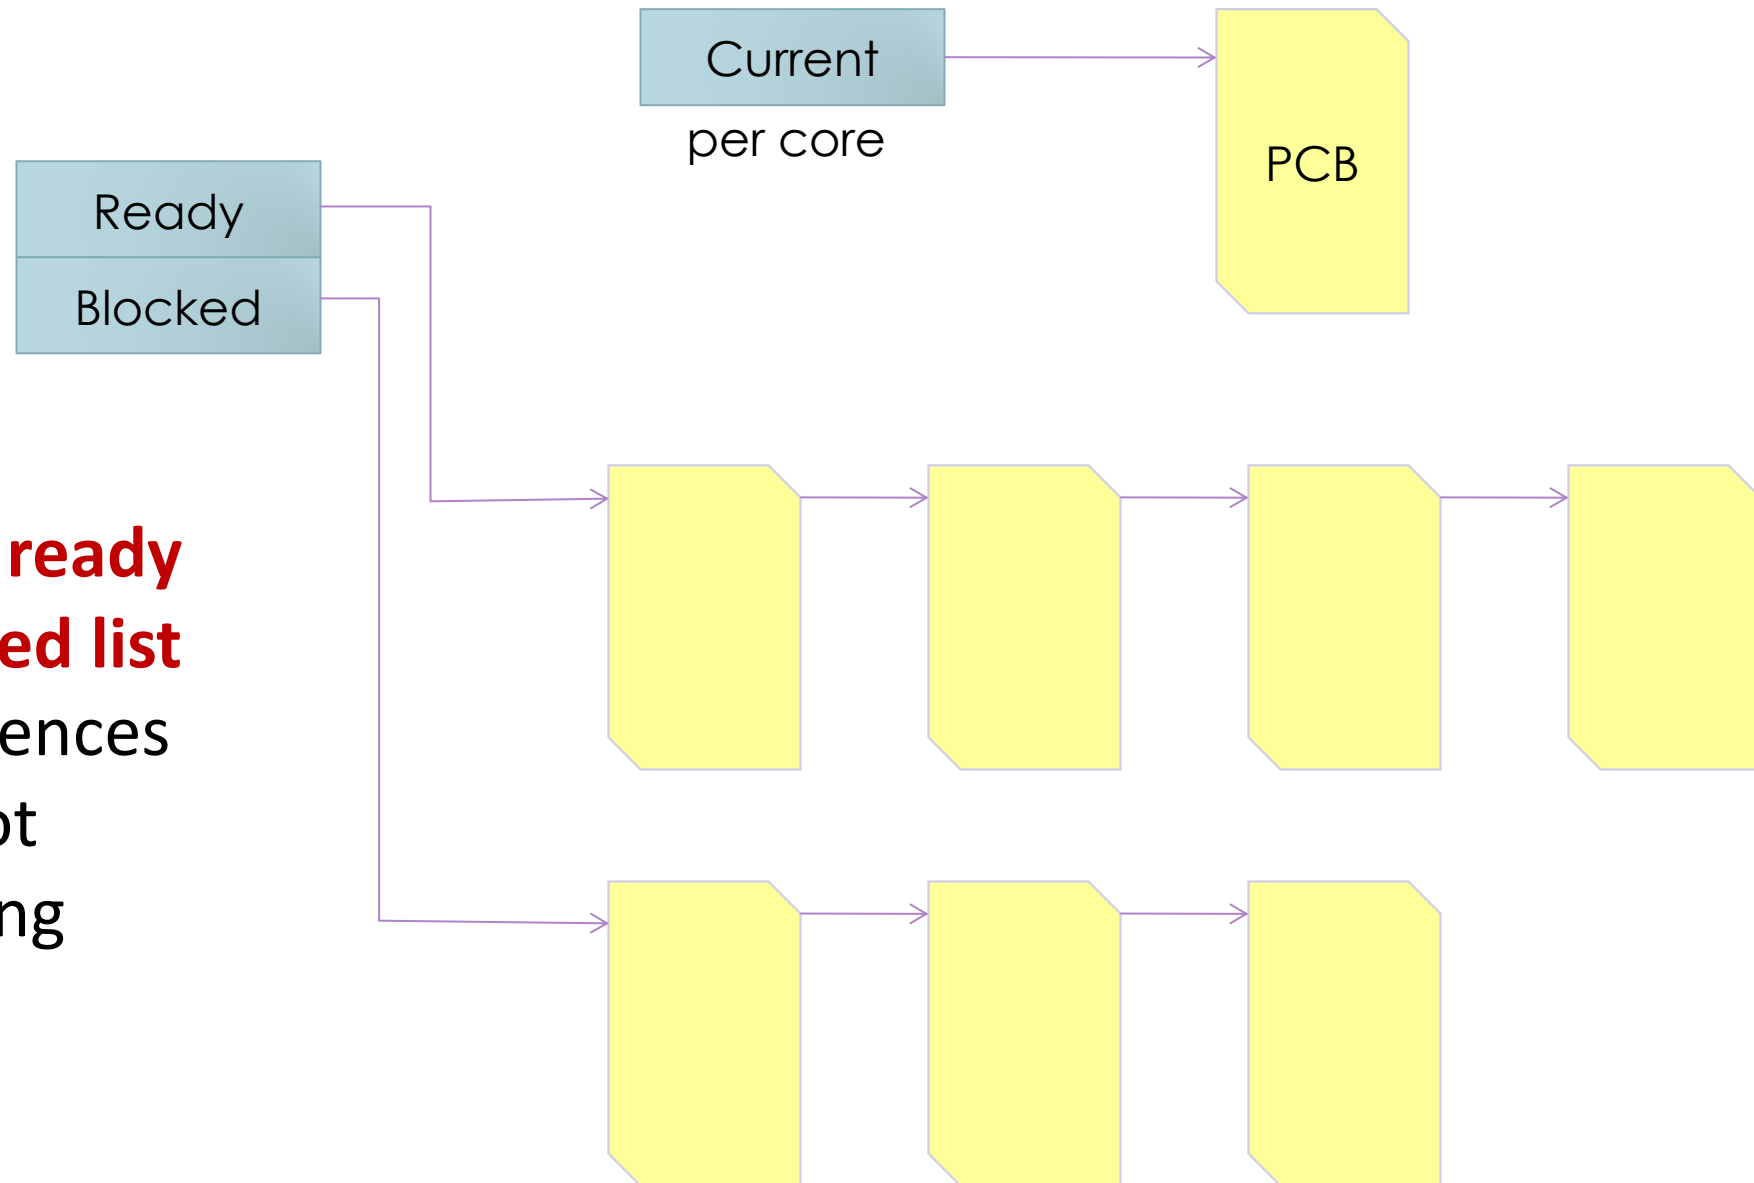 Current
per core
PCB
Ready
Blocked
ready
ed list
ences
ot
ng